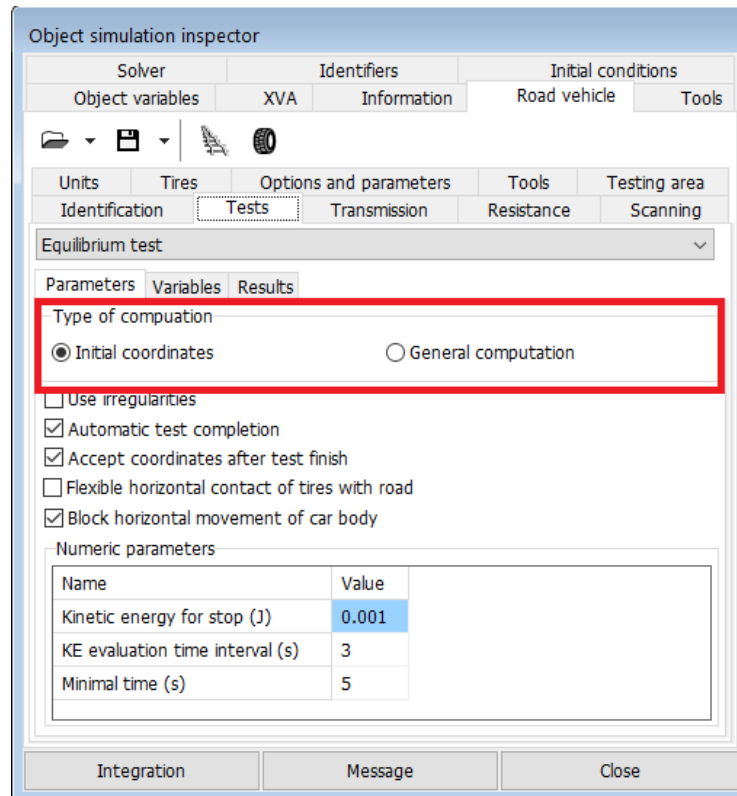 Object simulation inspector
Solver Identifiers Initial conditions
Object variables XVA Information Road vehicle Tools
Units Tires Options and parameters Tools Testing area
Identification Tests Transmission Resistance Scanning
Equilibrium test
Parameters Variables Results
Type of compuation
Initial coordinates General computation
Use irregularities
Automatic test completion
Accept coordinates after test finish
Flexible horizontal contact of tires with road
Block horizontal movement of car body
Numeric parameters
Name Value
Kinetic energy for stop (J) 0.001
KE evaluation time interval (s) 3
Minimal time (s) 5
Integration Message Close